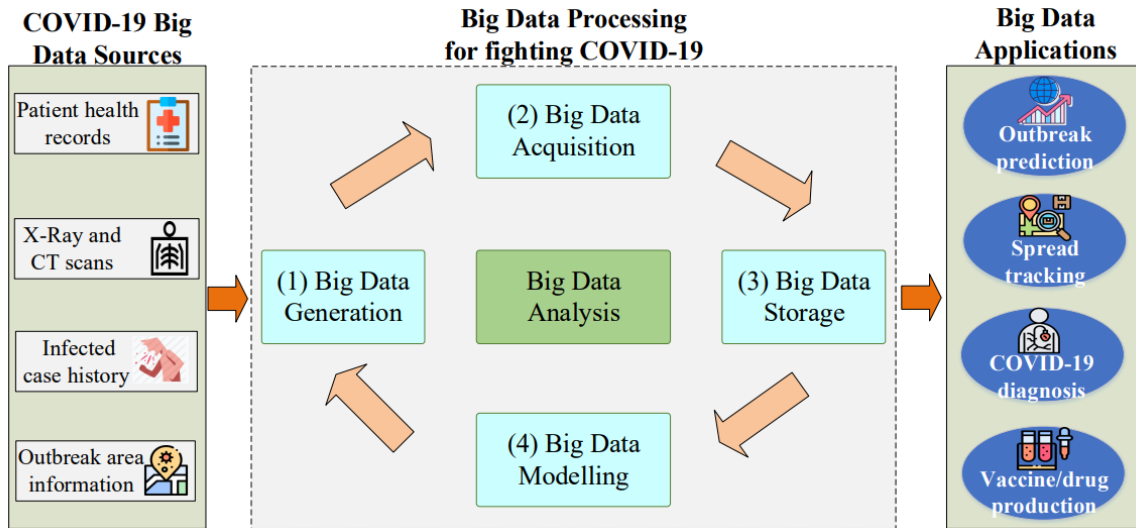 COVID-19 Big
Data Sources
Patient health
records
X-Ray and
CT scans
Infected
case history
Outbreak area
information
Big Data Processing
for fighting COVID-19
(1) Big Data
Generation
(2) Big Data
Acquisition
Big Data
Analysis
(3) Big Data
Storage
(4) Big Data
Modelling
Big Data
Applications
Outbreak
prediction
Spread
tracking
COVID-19
diagnosis
Vaccine/drug
production